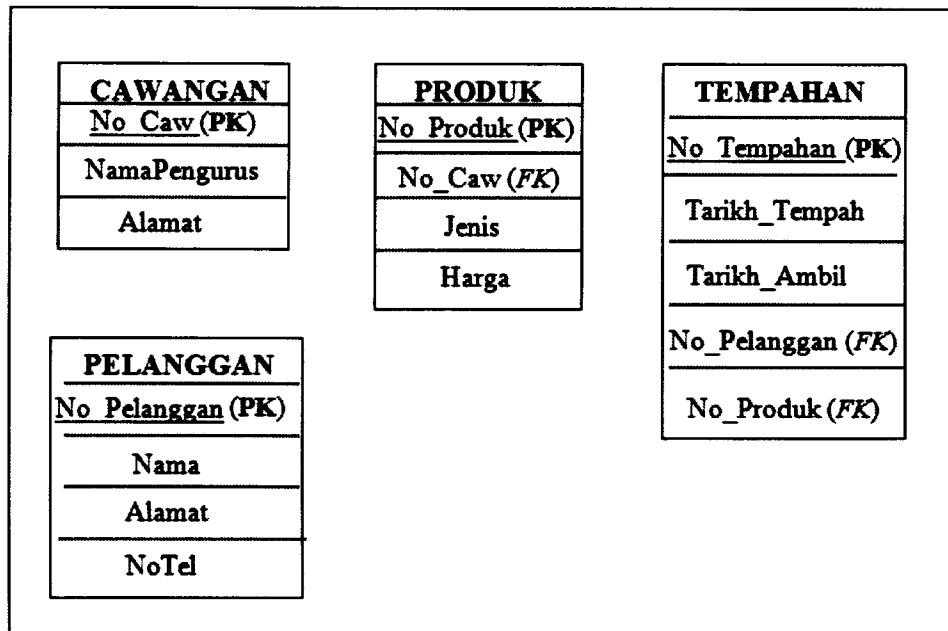 CAWANGAN
No_Caw (PK)
NamaPengurus
Alamat
PRODUK
No_Produk (PK)
No_Caw (FK)
Jenis
Harga
TEMPAHAN
No_Tempahan (PK)
Tarikh_Tempah
Tarikh_Ambil
No_Pelanggan (FK)
No_Produk (FK)
PELANGGAN
No_Pelanggan (PK)
Nama
Alamat
NoTel